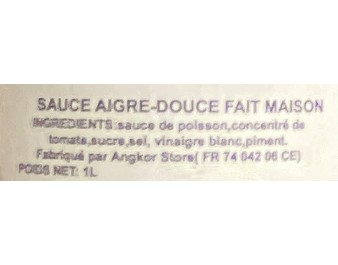 SAUCE AIGRE-DOUCE FAIT MAISON
INGREDIENTS:sauce de poisson,concentré de
tomate,sucre,sel, vinaigre blanc,piment.
Fabriqué par Angkor Store( FR 74 042 06 CE)
POIDS NET: 1L